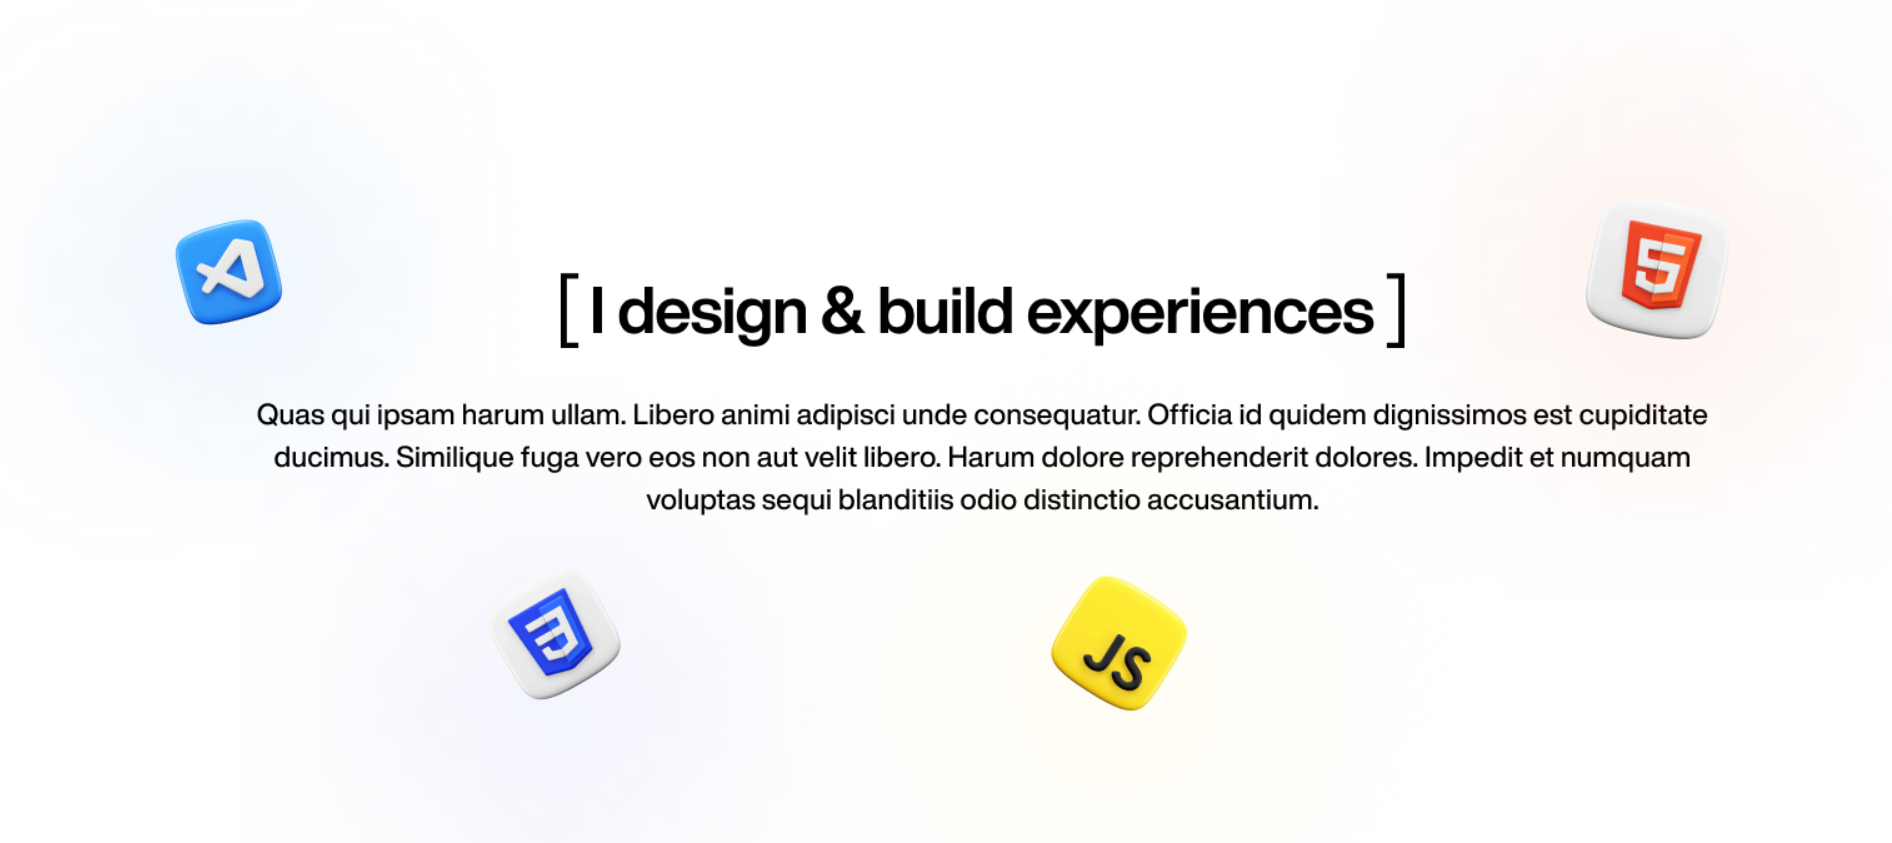 [ I design & build experiences ]
Quas qui ipsam harum ullam. Libero animi adipisci unde consequatur. Officia id quidem dignissimos est cupiditate
ducimus. Similique fuga vero eos non aut velit libero. Harum dolore reprehenderit dolores. Impedit et numquam
voluptas sequi blanditiis odio distinctio accusantium.
5
3
JS